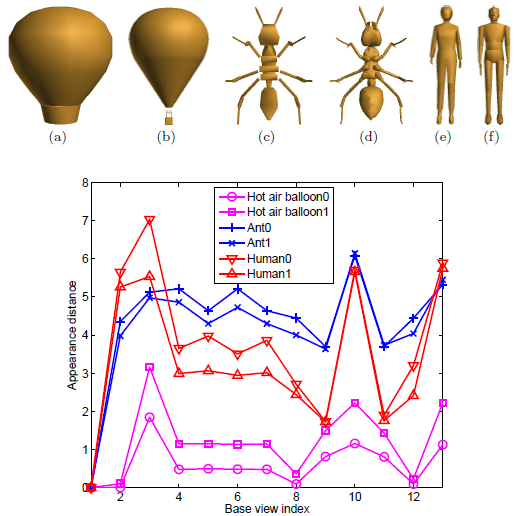 (a) (b) (c) (d) (e) (f)
8
7
6
5
4
3
2
1
0
Appearance distance
Hot air balloon0
Hot air balloon1
Ant0
Ant1
Human0
Human1
2 4 6 8 10 12
Base view index